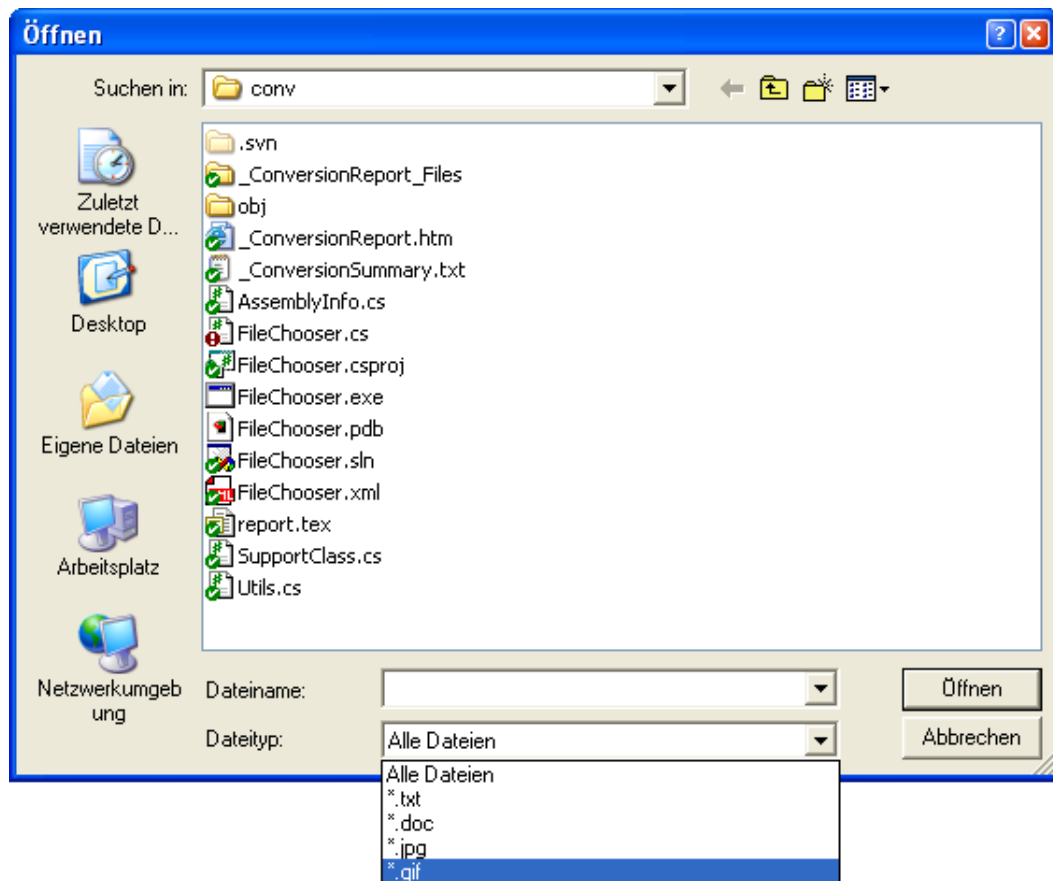 Öffnen
Suchen in:
conv
.svn
_ConversionReport_Files
obj
_ConversionReport.htm
_ConversionSummary.txt
AssemblyInfo.cs
FileChooser.cs
FileChooser.csproj
FileChooser.exe
FileChooser.pdb
FileChooser.sln
FileChooser.xml
report.tex
SupportClass.cs
Utils.cs
Zuletzt
verwendete D...
Desktop
Eigene Dateien
Arbeitsplatz
Netzwerkumgeb
ung
Dateiname:
Öffnen
Dateityp:
Alle Dateien
Abbrechen
Alle Dateien
*.txt
*.doc
*.jpg
*.gif